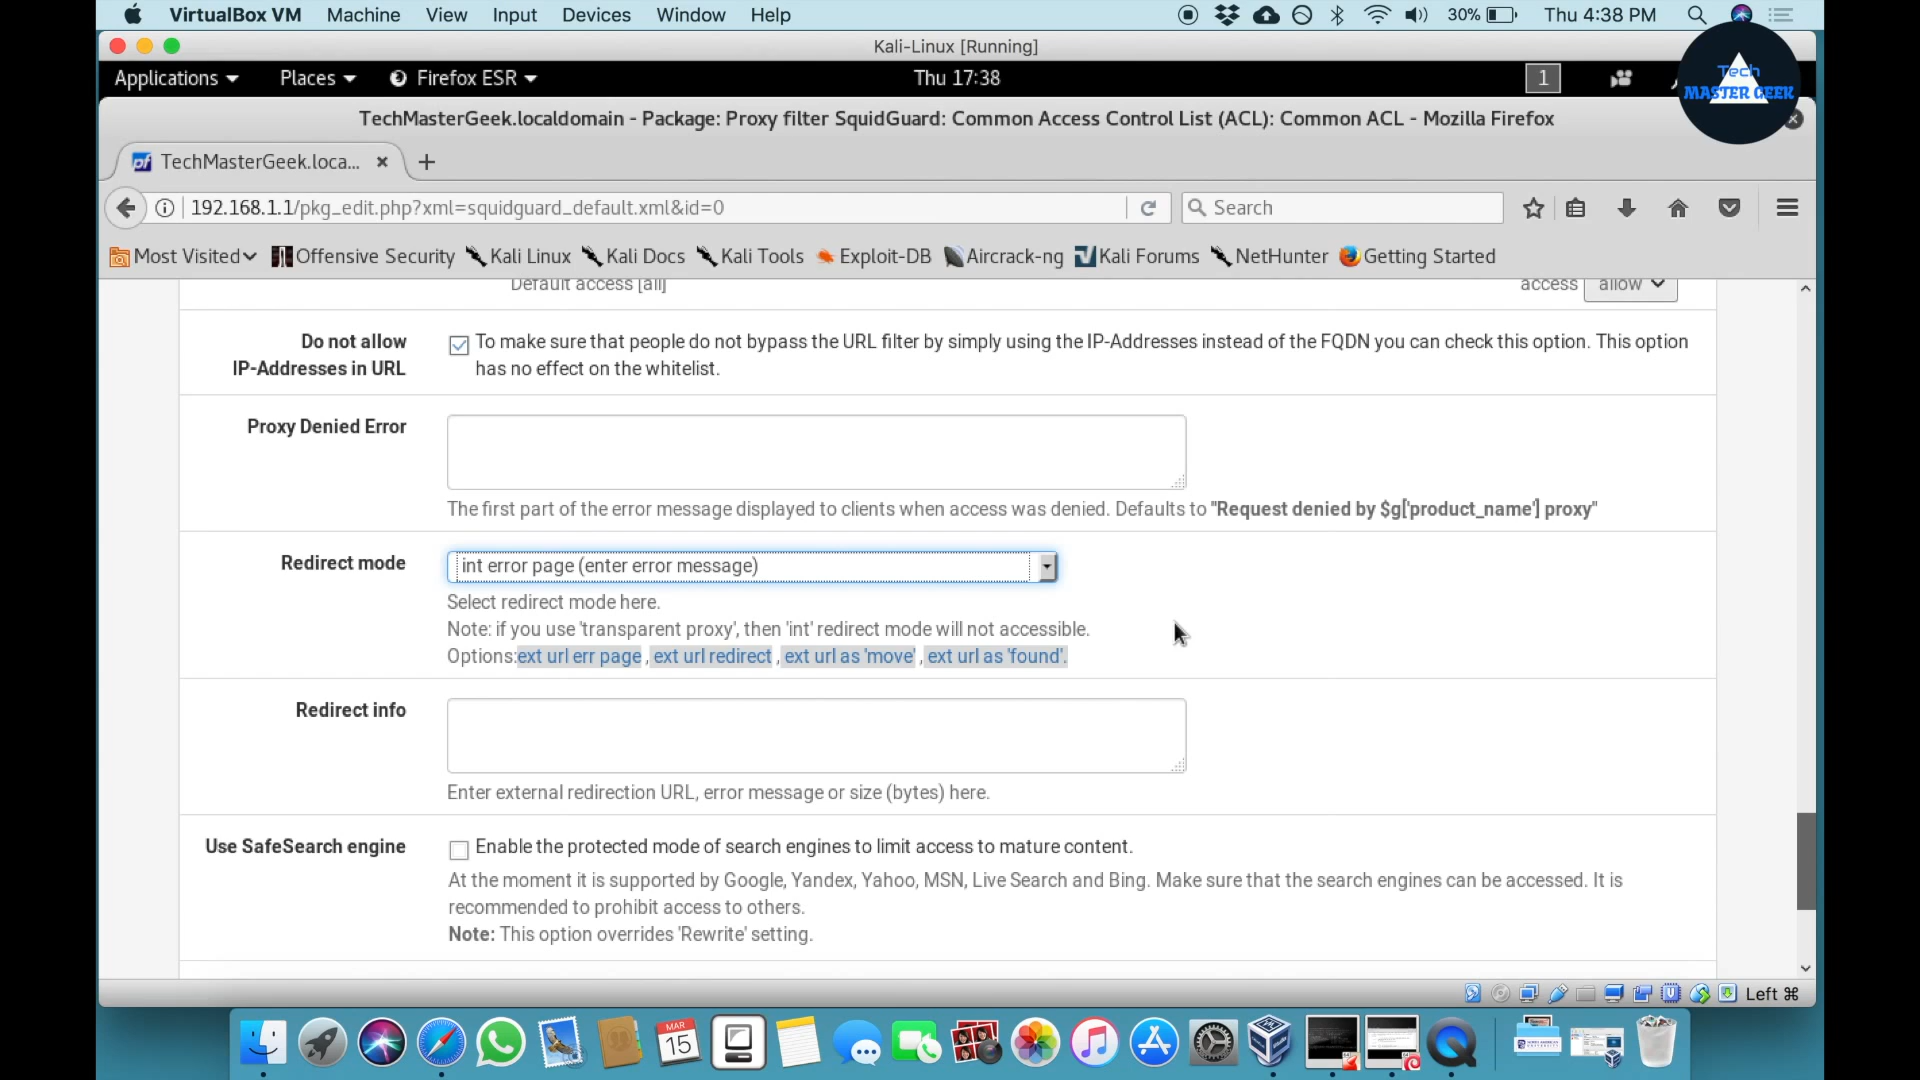 VirtualBox VM Machine View Input Devices Window Help 30% Thu 4:38 PM
Kali-Linux [Running]
Applications Places Firefox ESR Thu 17:38 1
Tech
MASTER GEEK
TechMasterGeek.localdomain - Package: Proxy filter SquidGuard: Common Access Control List (ACL): Common ACL - Mozilla Firefox
pf TechMasterGeek.loca...
192.168.1.1/pkg_edit.php?xml=squidguard_default.xml&id=0 Search
Most Visited Offensive Security Kali Linux Kali Docs Kali Tools Exploit-DB Aircrack-ng Kali Forums NetHunter Getting Started
Default access [all] access allow
Do not allow
IP-Addresses in URL
To make sure that people do not bypass the URL filter by simply using the IP-Addresses instead of the FQDN you can check this option. This option
has no effect on the whitelist.
Proxy Denied Error
The first part of the error message displayed to clients when access was denied. Defaults to "Request denied by $g['product_name'] proxy"
Redirect mode int error page (enter error message)
Select redirect mode here.
Note: if you use 'transparent proxy', then 'int' redirect mode will not accessible.
Options:ext url err page , ext url redirect , ext url as 'move' , ext url as 'found'.
Redirect info
Enter external redirection URL, error message or size (bytes) here.
Use SafeSearch engine Enable the protected mode of search engines to limit access to mature content.
At the moment it is supported by Google, Yandex, Yahoo, MSN, Live Search and Bing. Make sure that the search engines can be accessed. It is
recommended to prohibit access to others.
Note: This option overrides 'Rewrite' setting.
Left ⌘
MAR
15